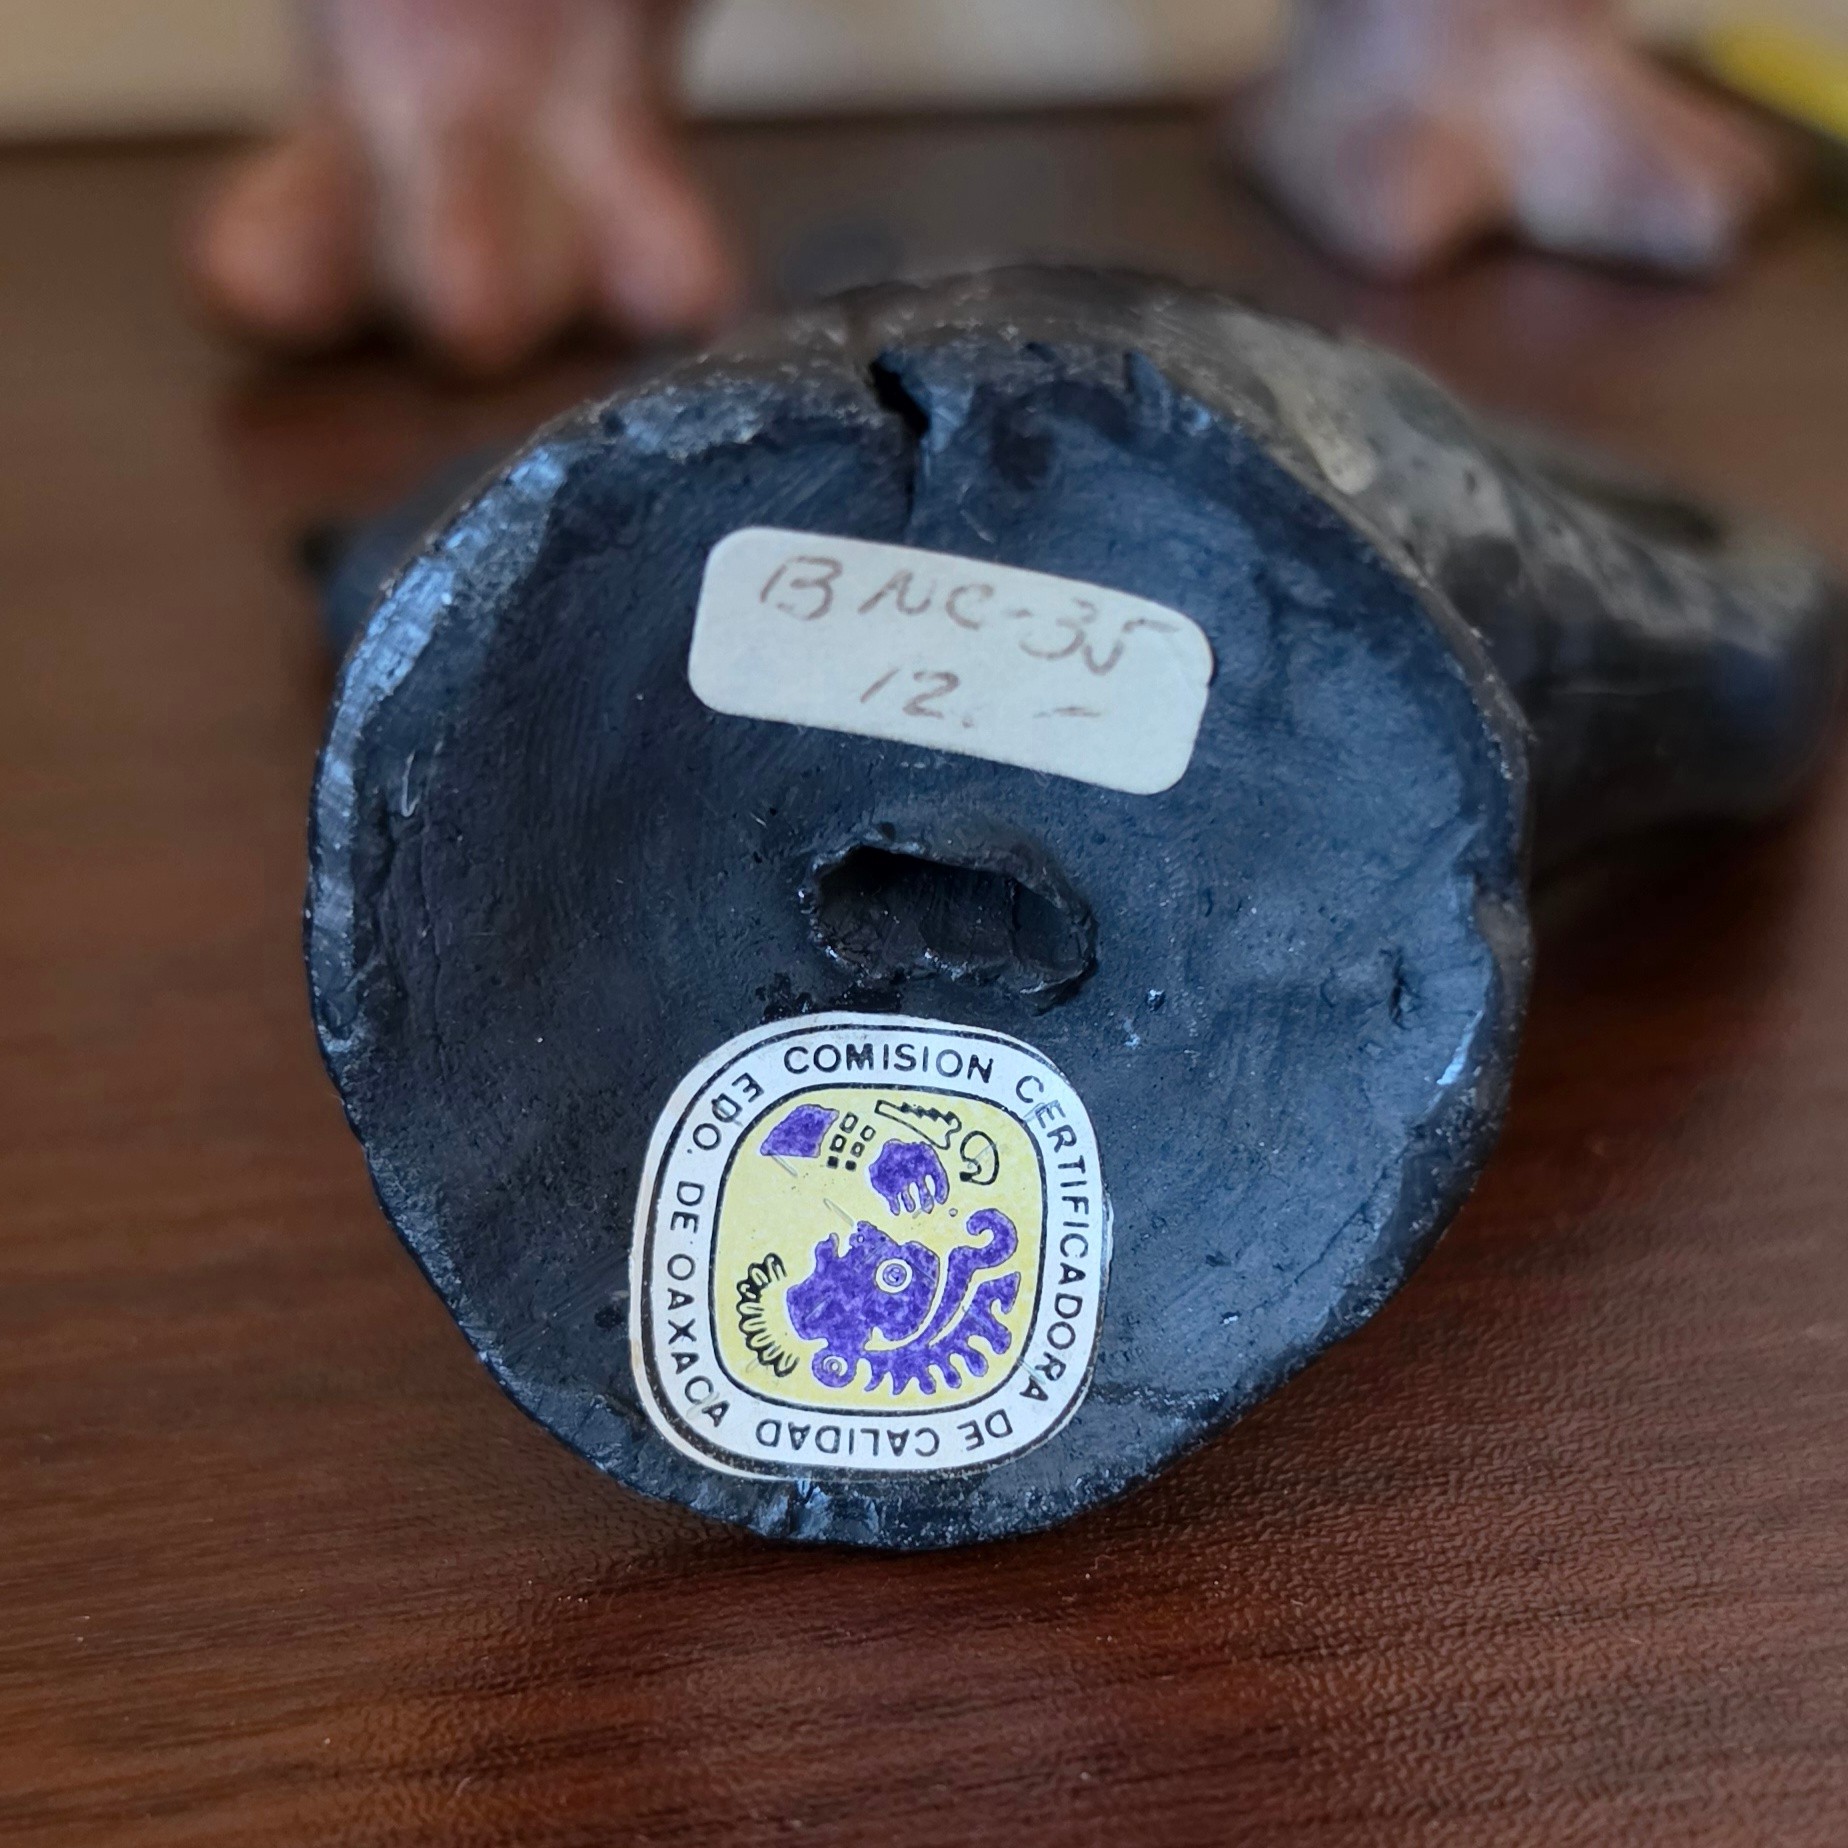 BNC-35
12.-
COMISION CERTIFICADORA DE CALIDAD
EDO. DE OAXACA